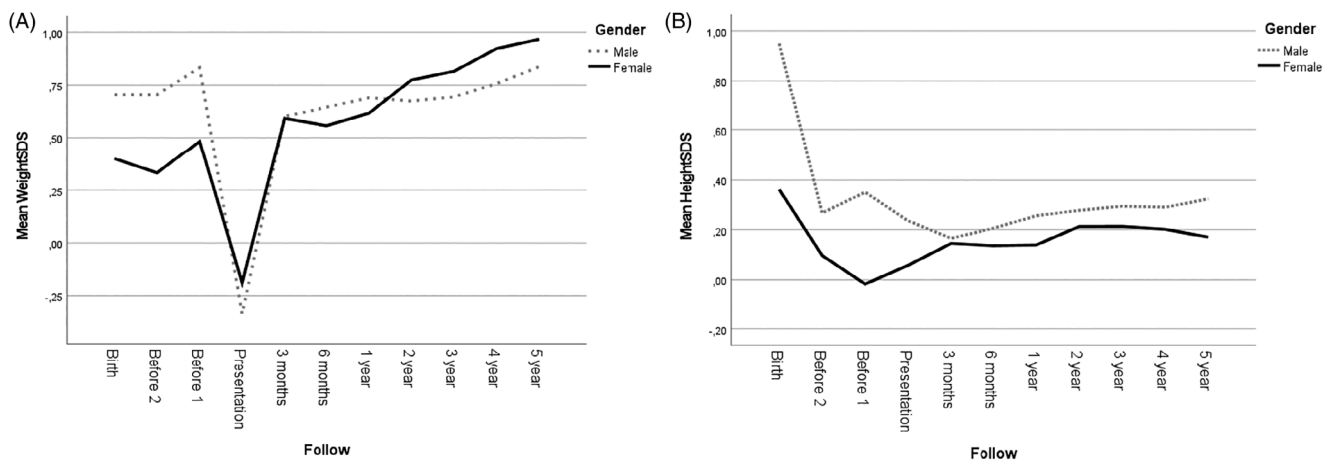 (A)
Gender
Male
Female
Mean WeightSDS
1,00
,75
,50
,25
,00
-,25
Birth
Before 2
Before 1
Presentation
3 months
6 months
1 year
2 year
3 year
4 year
5 year
Follow
(B)
Gender
Male
Female
Mean HeightSDS
1,00
,80
,60
,40
,20
,00
-,20
Birth
Before 2
Before 1
Presentation
3 months
6 months
1 year
2 year
3 year
4 year
5 year
Follow